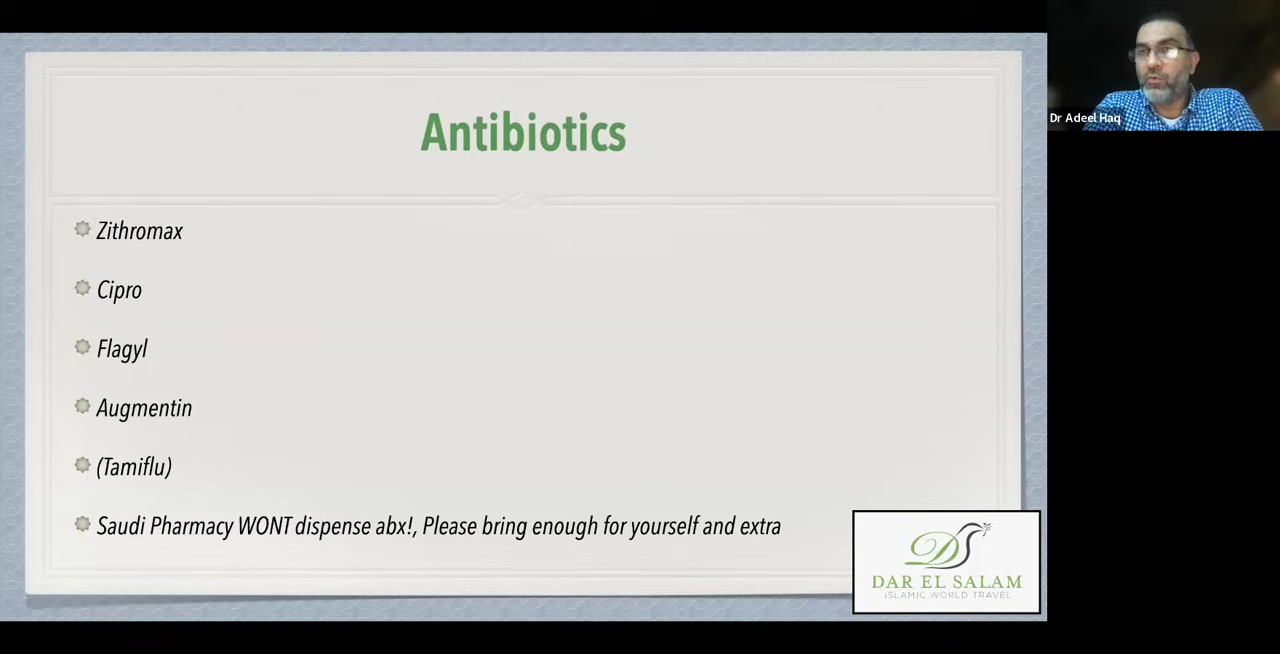 Antibiotics
Zithromax
Cipro
Flagyl
Augmentin
(Tamiflu)
Saudi Pharmacy WONT dispense abx!, Please bring enough for yourself and extra
DAR EL SALAM
ISLAMIC WORLD TRAVEL
Dr Adeel Haq